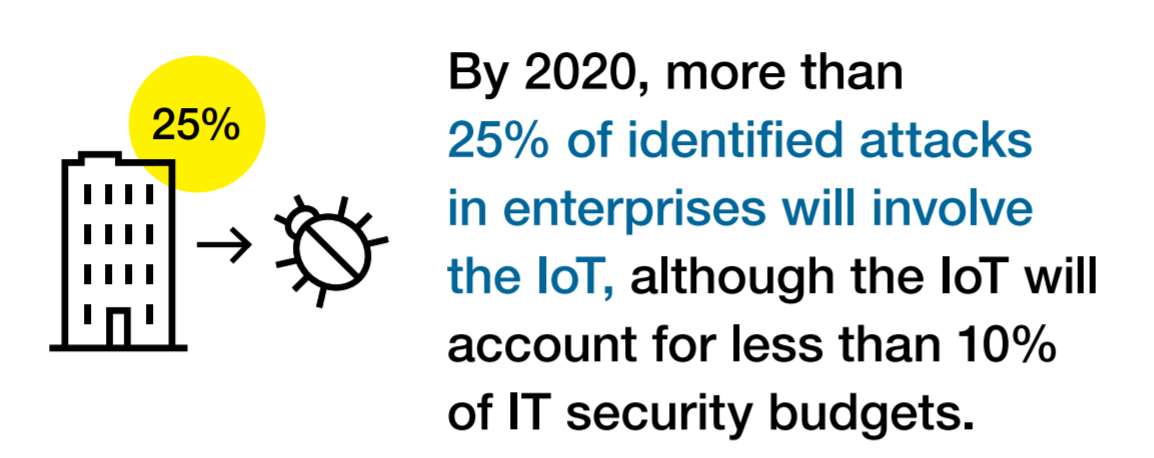 25%
By 2020, more than
25% of identified attacks
in enterprises will involve
the IoT, although the IoT will
account for less than 10%
of IT security budgets.